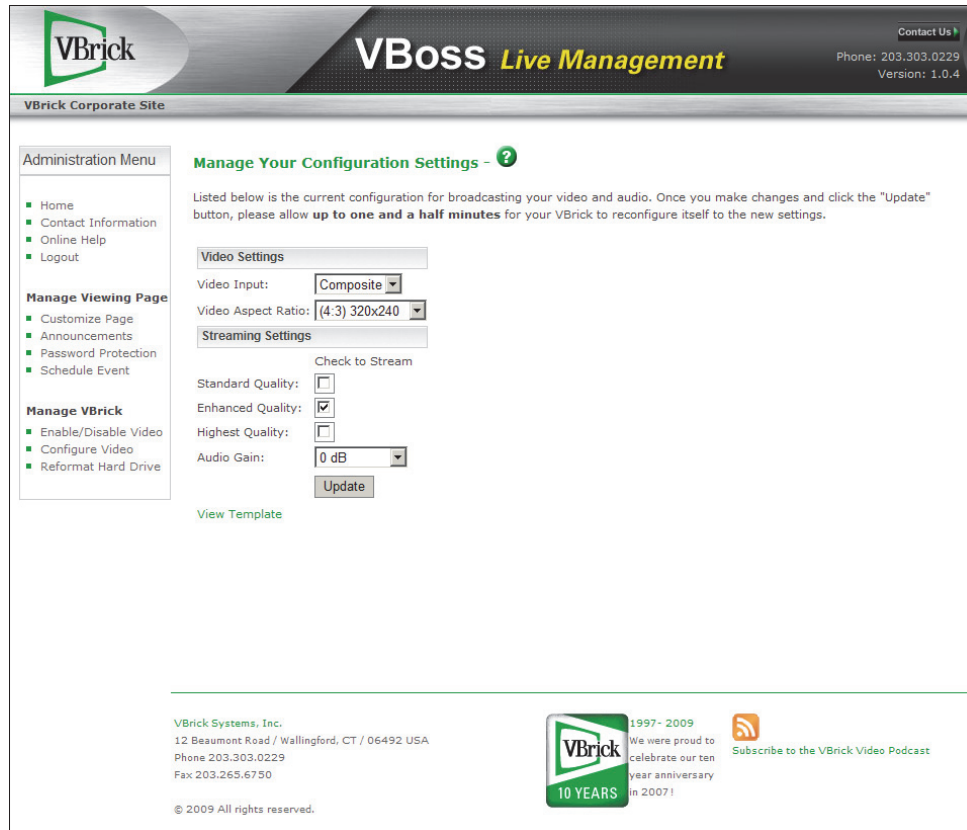 VBrick
VBoss Live Management
Contact Us
Phone: 203.303.0229
Version: 1.0.4
VBrick Corporate Site
Administration Menu
Home
Contact Information
Online Help
Logout
Manage Viewing Page
Customize Page
Announcements
Password Protection
Schedule Event
Manage VBrick
Enable/Disable Video
Configure Video
Reformat Hard Drive
Manage Your Configuration Settings - ?
Listed below is the current configuration for broadcasting your video and audio. Once you make changes and click the "Update"
button, please allow up to one and a half minutes for your VBrick to reconfigure itself to the new settings.
Video Settings
Video Input: Composite
Video Aspect Ratio: (4:3) 320x240
Streaming Settings
Check to Stream
Standard Quality:
Enhanced Quality:
Highest Quality:
Audio Gain: 0 dB
Update
View Template
VBrick Systems, Inc.
12 Beaumont Road / Wallingford, CT / 06492 USA
Phone 203.303.0229
Fax 203.265.6750
© 2009 All rights reserved.
VBrick
10 YEARS
1997- 2009
We were proud to
celebrate our ten
year anniversary
in 2007!
Subscribe to the VBrick Video Podcast